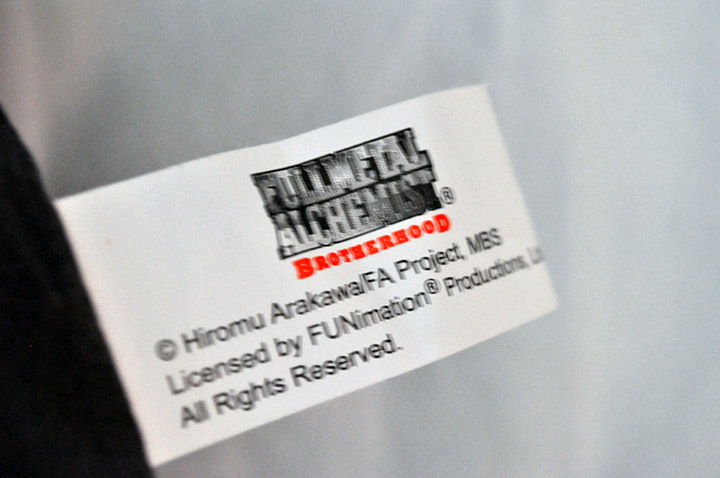 FULLMETAL
ALCHEMIST®
BROTHERHOOD
© Hiromu Arakawa/FA Project, MBS
Licensed by FUNimation® Productions,
All Rights Reserved.